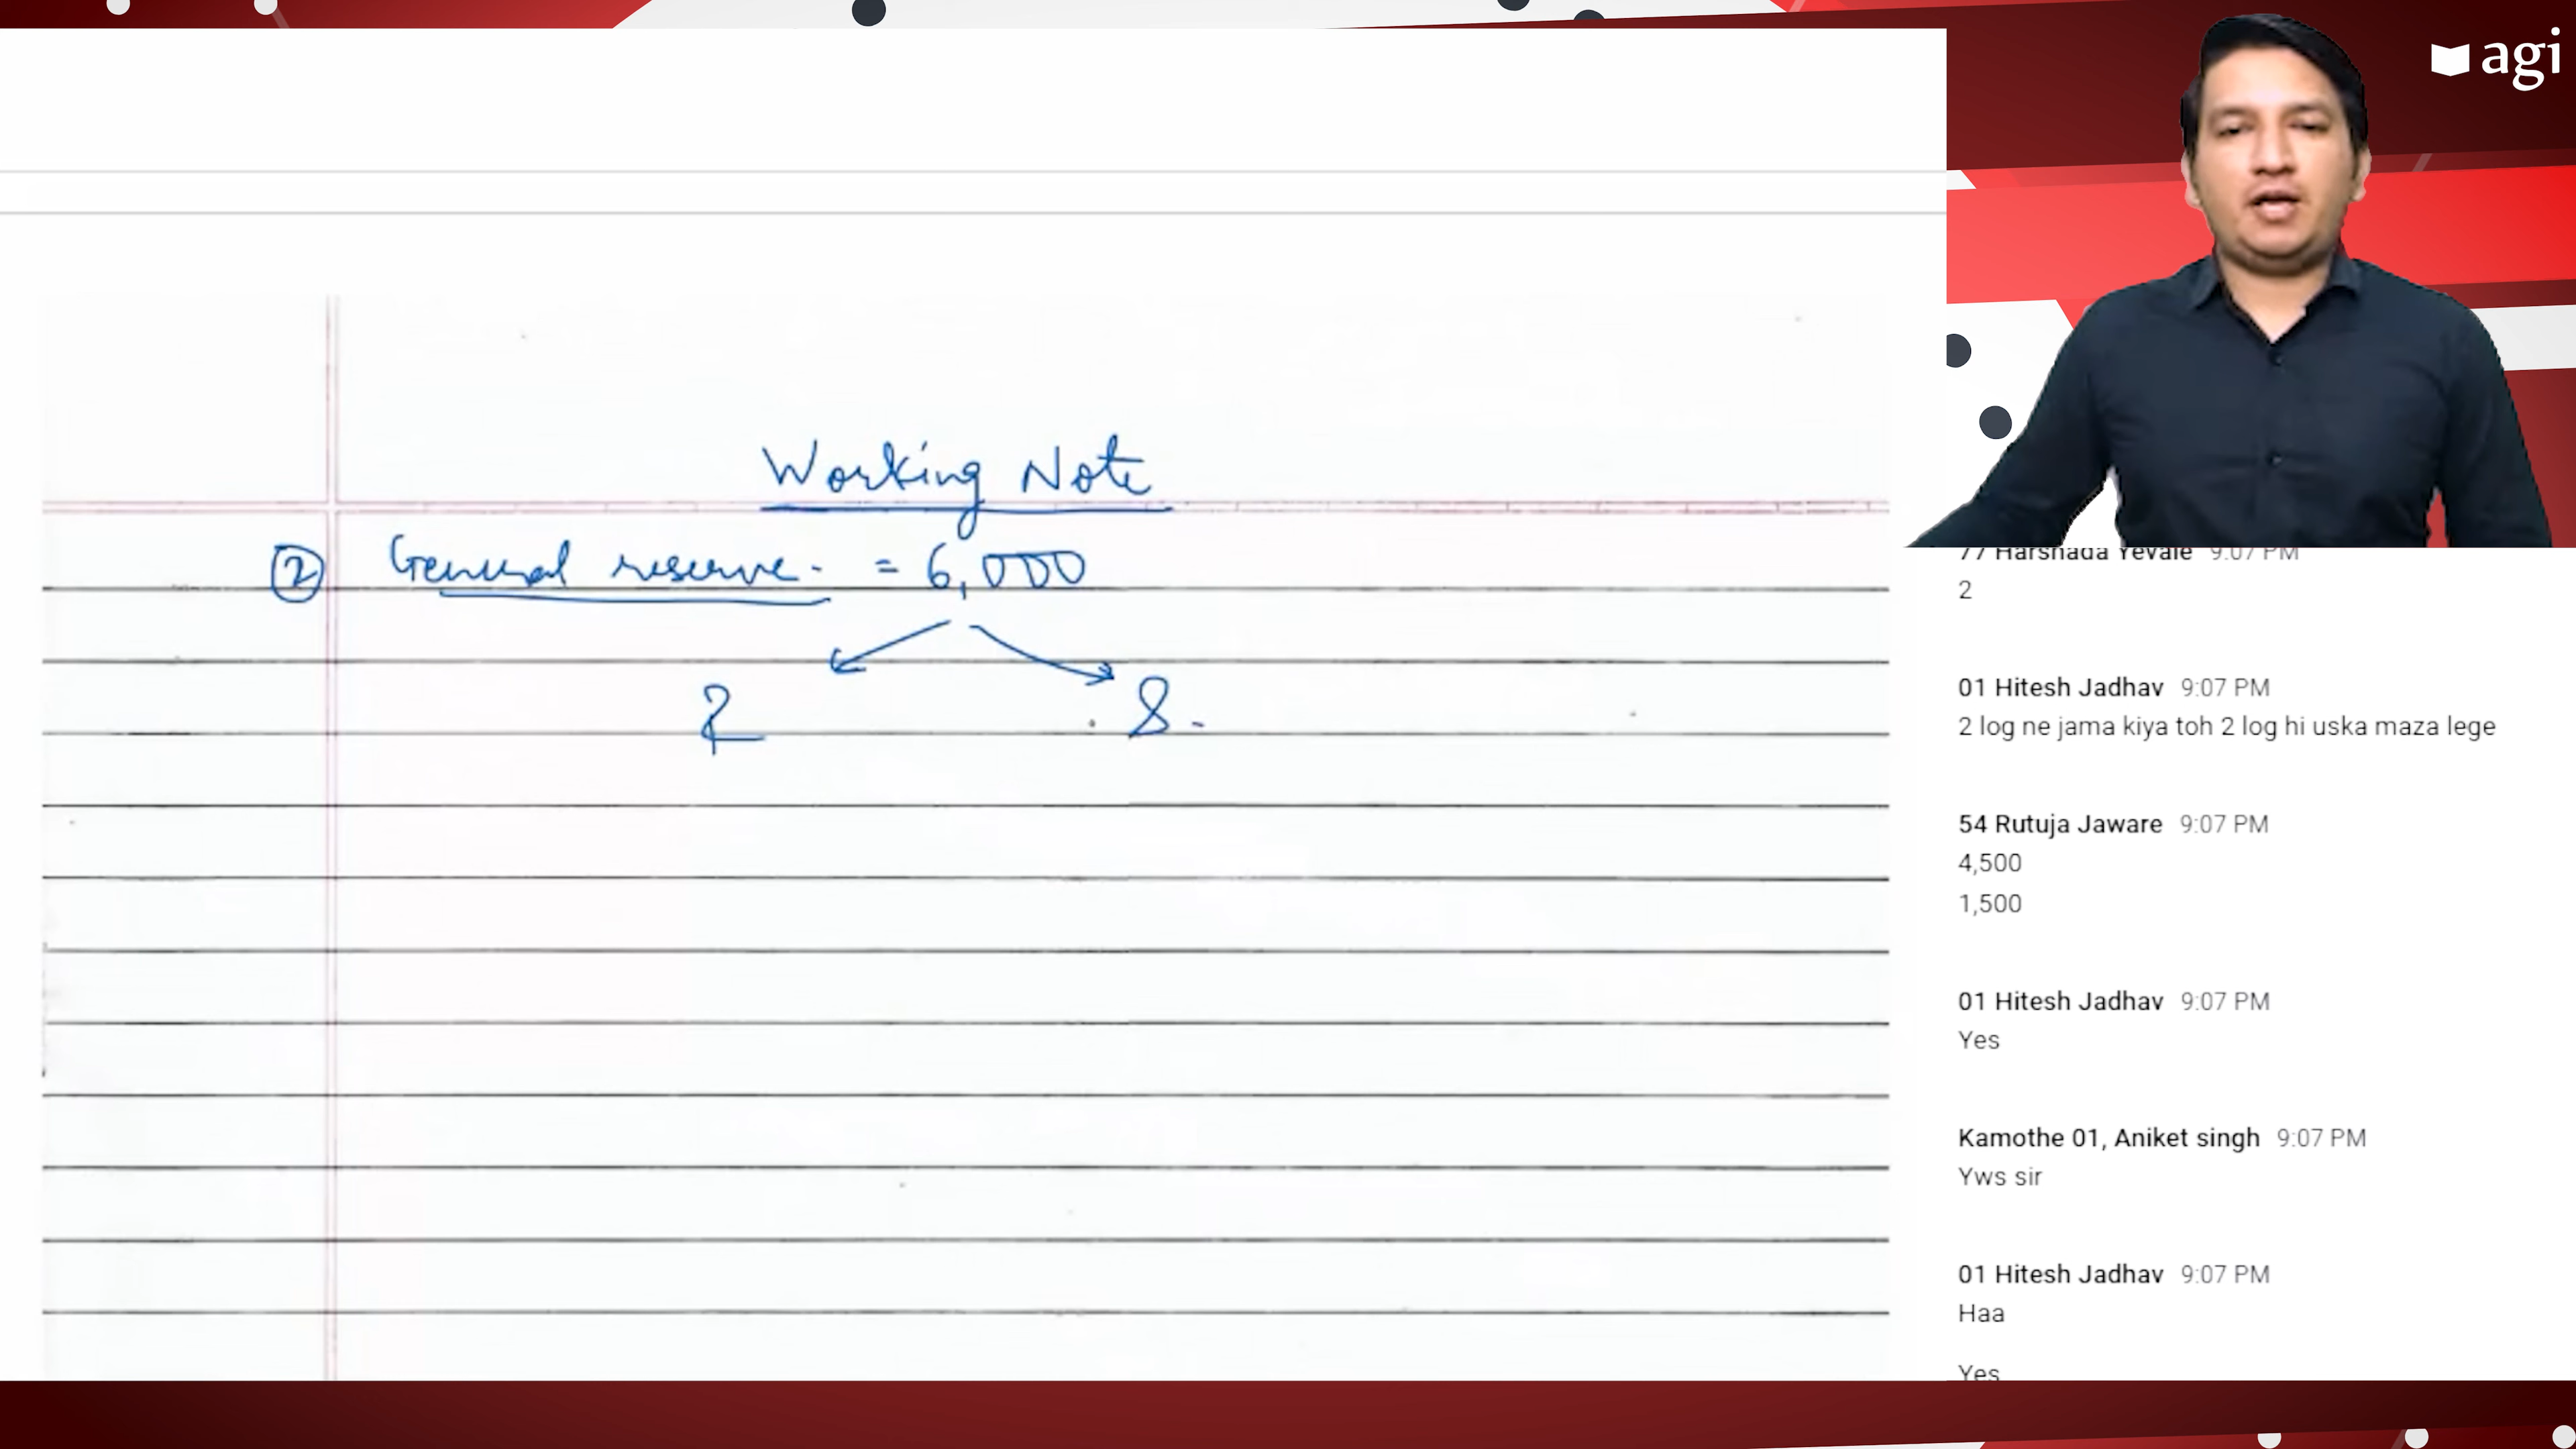 agi
Working Note
② General reserve. = 6,000
R
S.
77 Harshada Yevale 9:07 PM
2
01 Hitesh Jadhav 9:07 PM
2 log ne jama kiya toh 2 log hi uska maza lege
54 Rutuja Jaware 9:07 PM
4,500
1,500
01 Hitesh Jadhav 9:07 PM
Yes
Kamothe 01, Aniket singh 9:07 PM
Yws sir
01 Hitesh Jadhav 9:07 PM
Haa
Yes